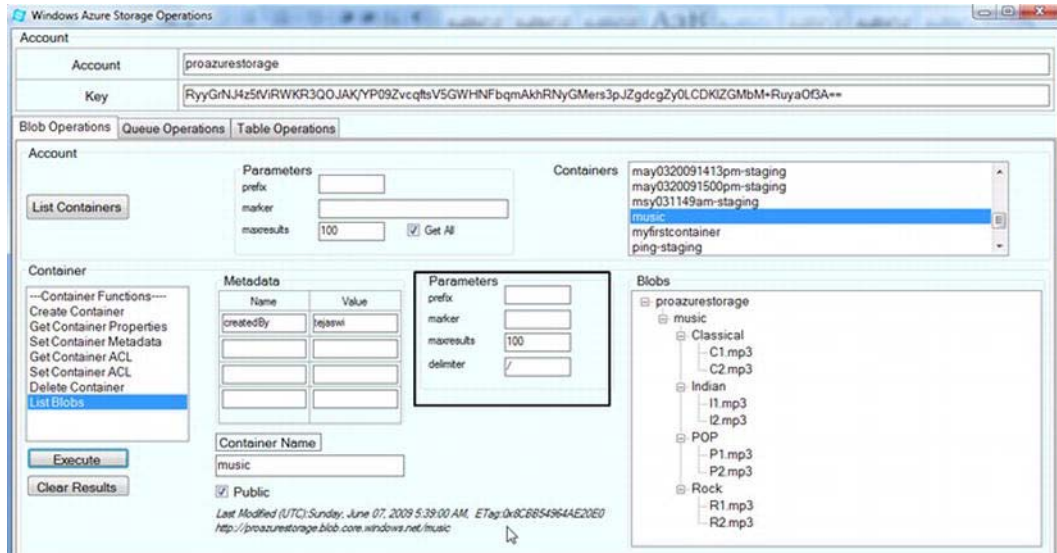 Windows Azure Storage Operations
Account
Account
proazurestorage
Key
Blob Operations
Queue Operations
Table Operations
Account
List Containers
Parameters
prefix
marker
maxresults
100
Get All
Containers
may0320091413pm-staging
may0320091500pm-staging
msy031149am-staging
music
myfirstcontainer
ping-staging
Container
---Container Functions----
Create Container
Get Container Properties
Set Container Metadata
Get Container ACL
Set Container ACL
Delete Container
List Blobs
Execute
Clear Results
Metadata
Name Value
createdBy tejaswi
Container Name
music
Public
Last Modified (UTC):Sunday, June 07, 2009 5:39:00 AM, ETag:0x8CBB54964AE20E0
http://proazurestorage.blob.core.windows.net/music
Parameters
prefix
marker
maxresults
100
delimiter
/
Blobs
proazurestorage
music
Classical
C1.mp3
C2.mp3
Indian
I1.mp3
I2.mp3
POP
P1.mp3
P2.mp3
Rock
R1.mp3
R2.mp3